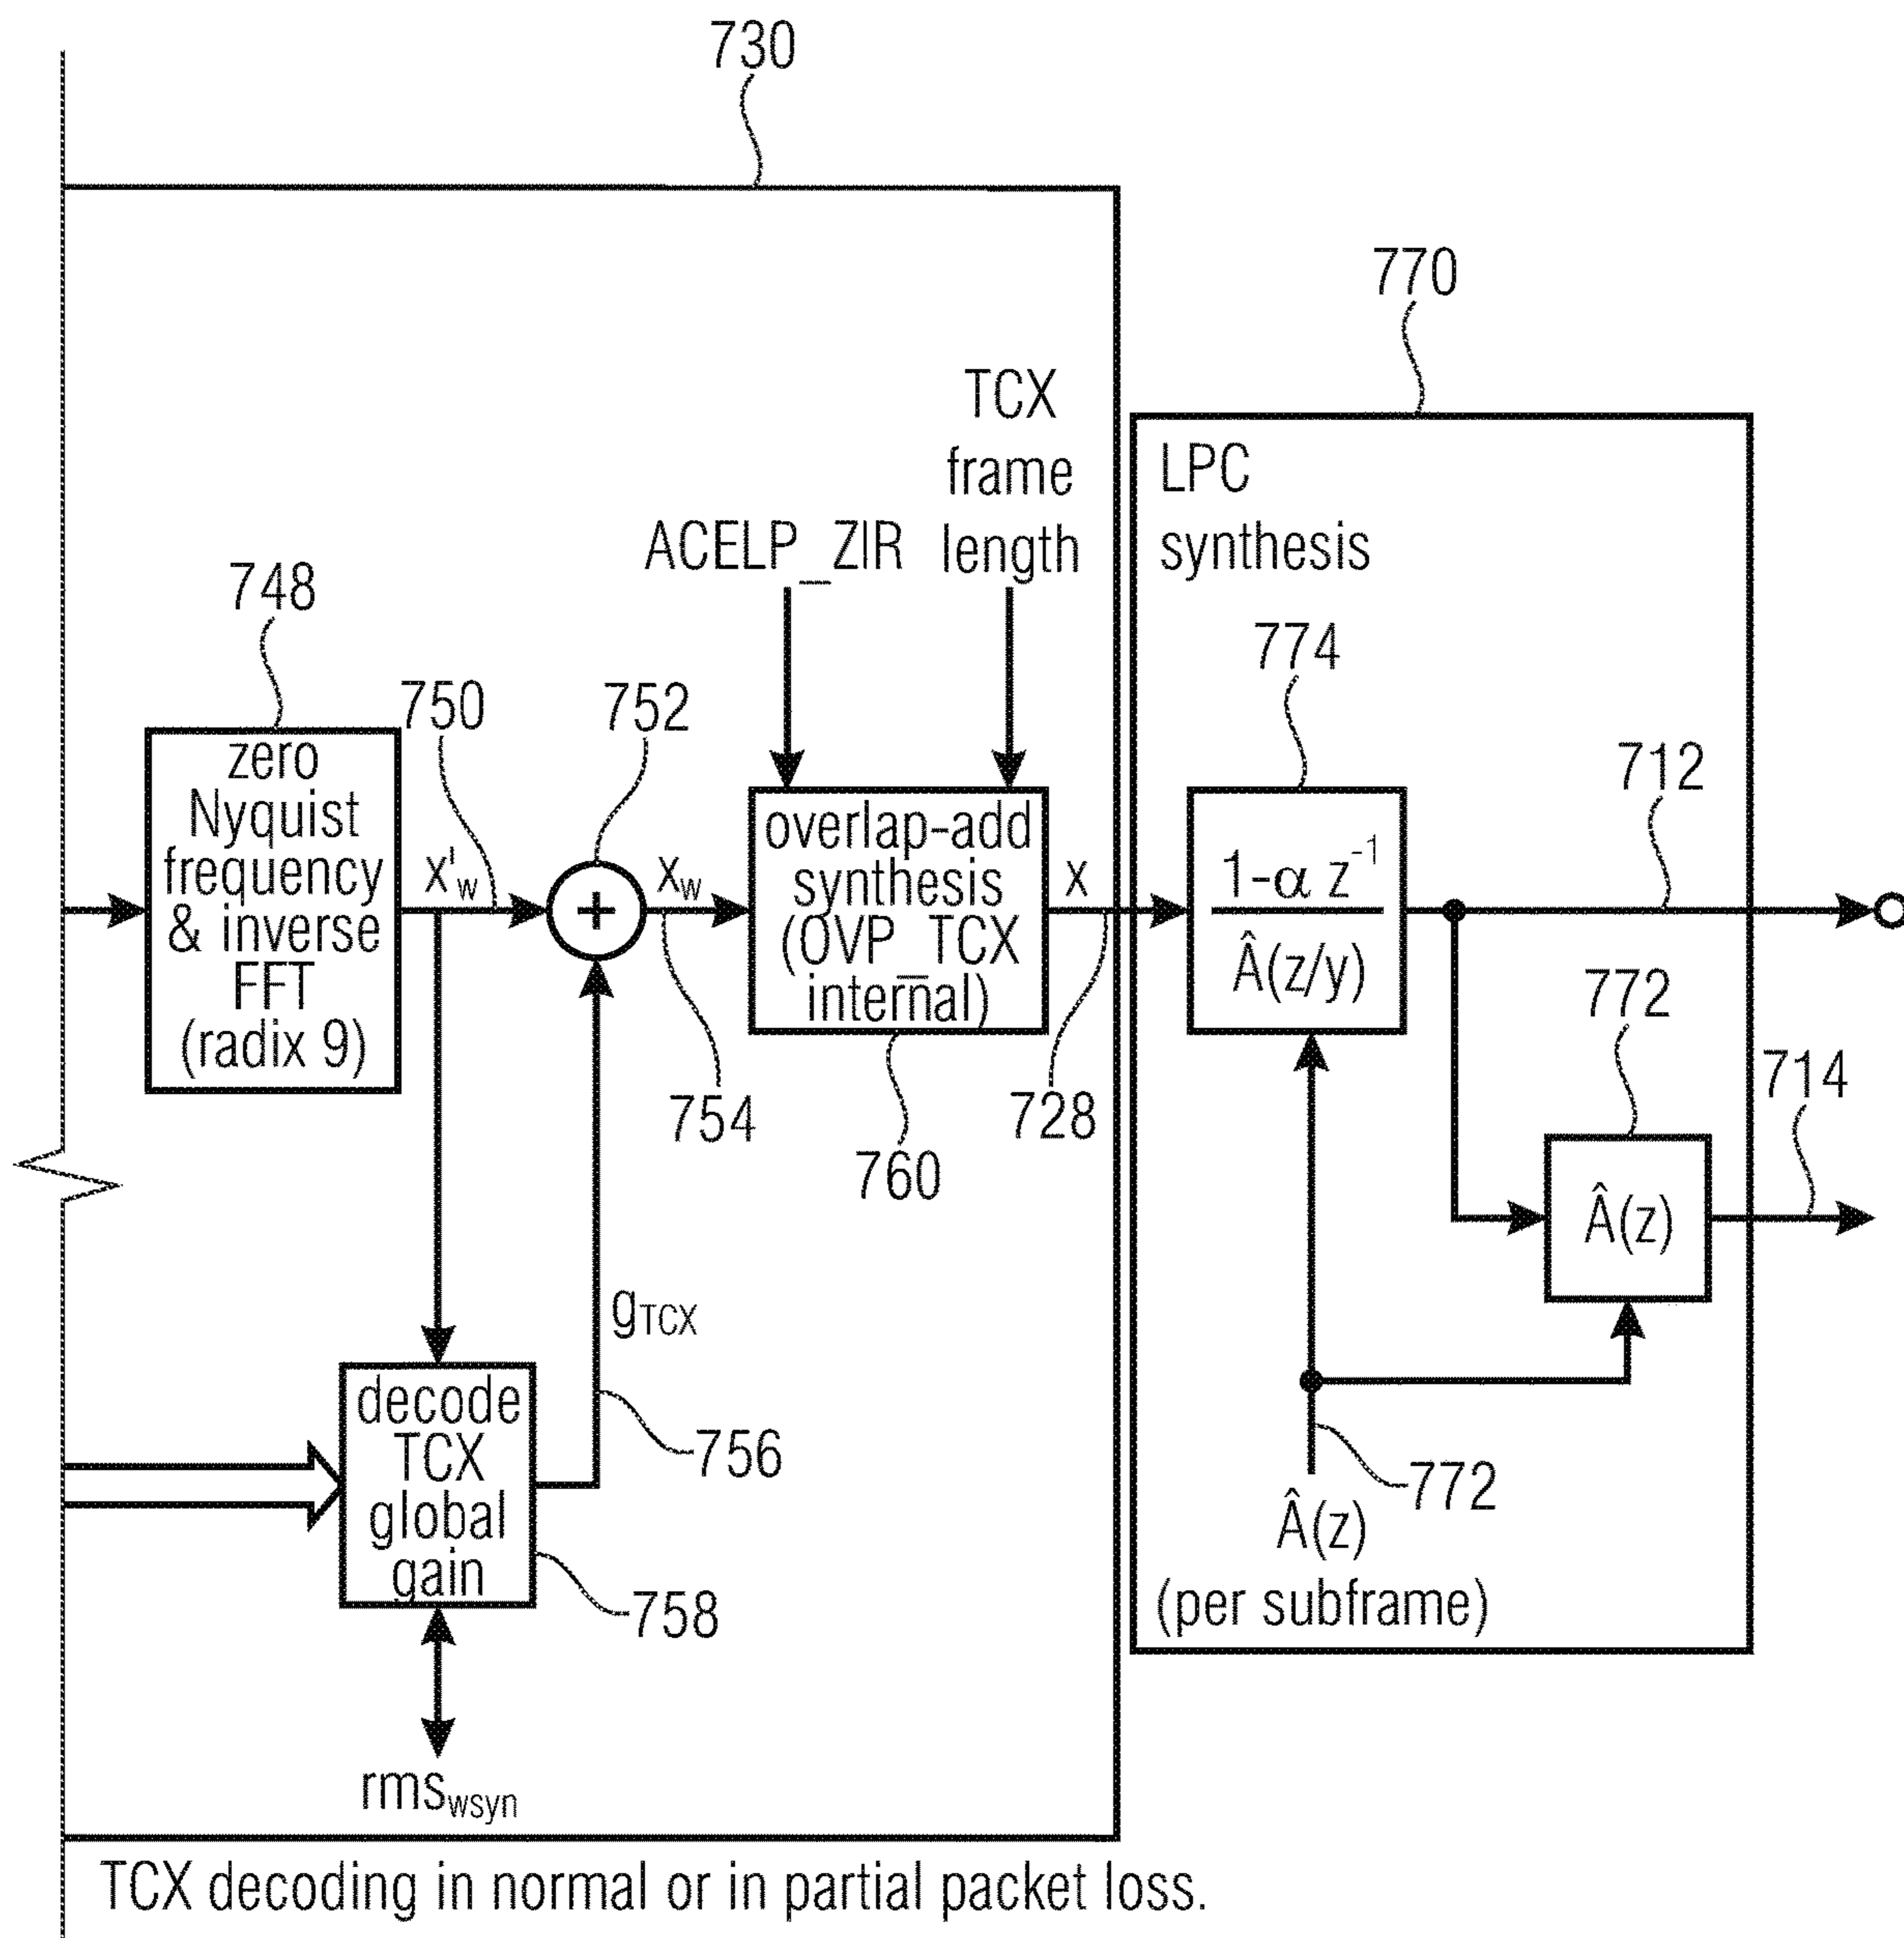 730
770
TCX
frame
length
ACELP_ZIR
LPC
synthesis
748
750
752
774
712
zero
Nyquist
frequency
& inverse
FFT
(radix 9)
x'w
+
xw
overlap-add
synthesis
(OVP_TCX
internal)
x
1-α z⁻¹
Â(z/y)
772
714
754
760
728
Â(z)
gTCX
decode
TCX
global
gain
756
758
772
Â(z)
(per subframe)
rmswsyn
TCX decoding in normal or in partial packet loss.